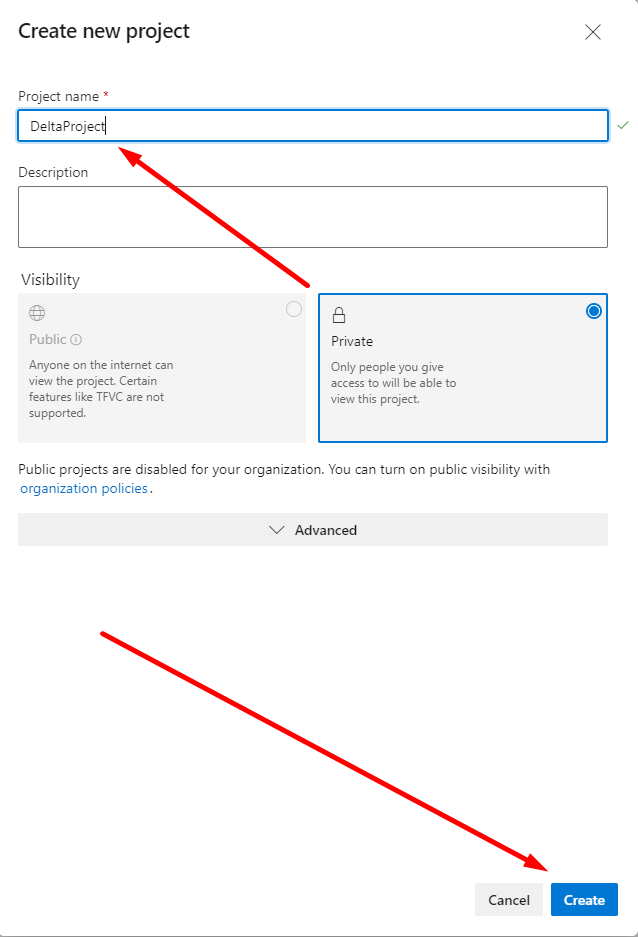 Create new project
Project name *
DeltaProject
Description
Visibility
Public
Anyone on the internet can
view the project. Certain
features like TFVC are not
supported.
Private
Only people you give
access to will be able to
view this project.
Public projects are disabled for your organization. You can turn on public visibility with
organization policies.
Advanced
Cancel
Create